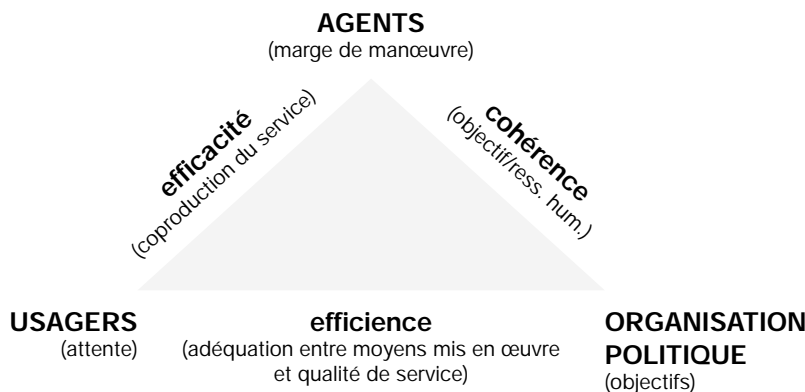 AGENTS
(marge de manœuvre)
efficacité
(coproduction du service)
cohérence
(objectif/ress. hum.)
USAGERS
(attente)
efficience
(adéquation entre moyens mis en œuvre
et qualité de service)
ORGANISATION
POLITIQUE
(objectifs)